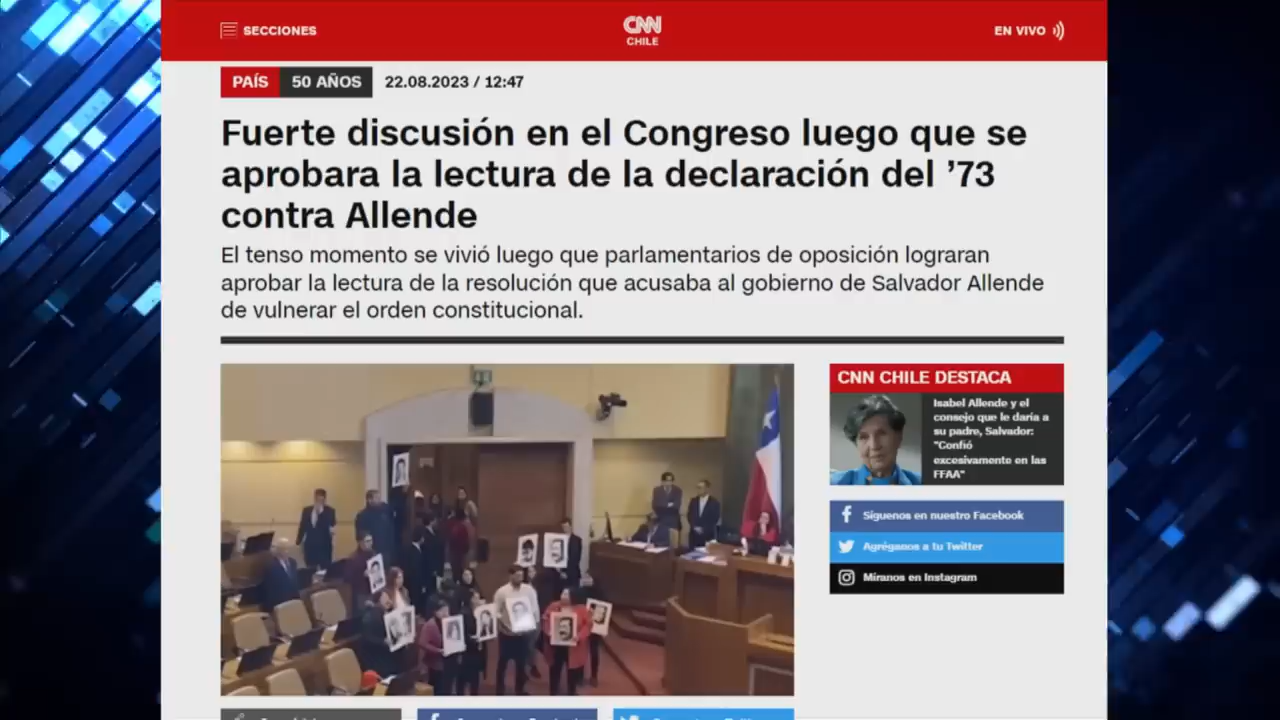 SECCIONES
CNN
CHILE
EN VIVO
PAÍS 50 AÑOS 22.08.2023 / 12:47
Fuerte discusión en el Congreso luego que se
aprobara la lectura de la declaración del ’73
contra Allende
El tenso momento se vivió luego que parlamentarios de oposición lograran
aprobar la lectura de la resolución que acusaba al gobierno de Salvador Allende
de vulnerar el orden constitucional.
CNN CHILE DESTACA
Isabel Allende y el
consejo que le daría a
su padre, Salvador:
"Confió
excesivamente en las
FFAA"
Síguenos en nuestro Facebook
Agréganos a tu Twitter
Míranos en Instagram